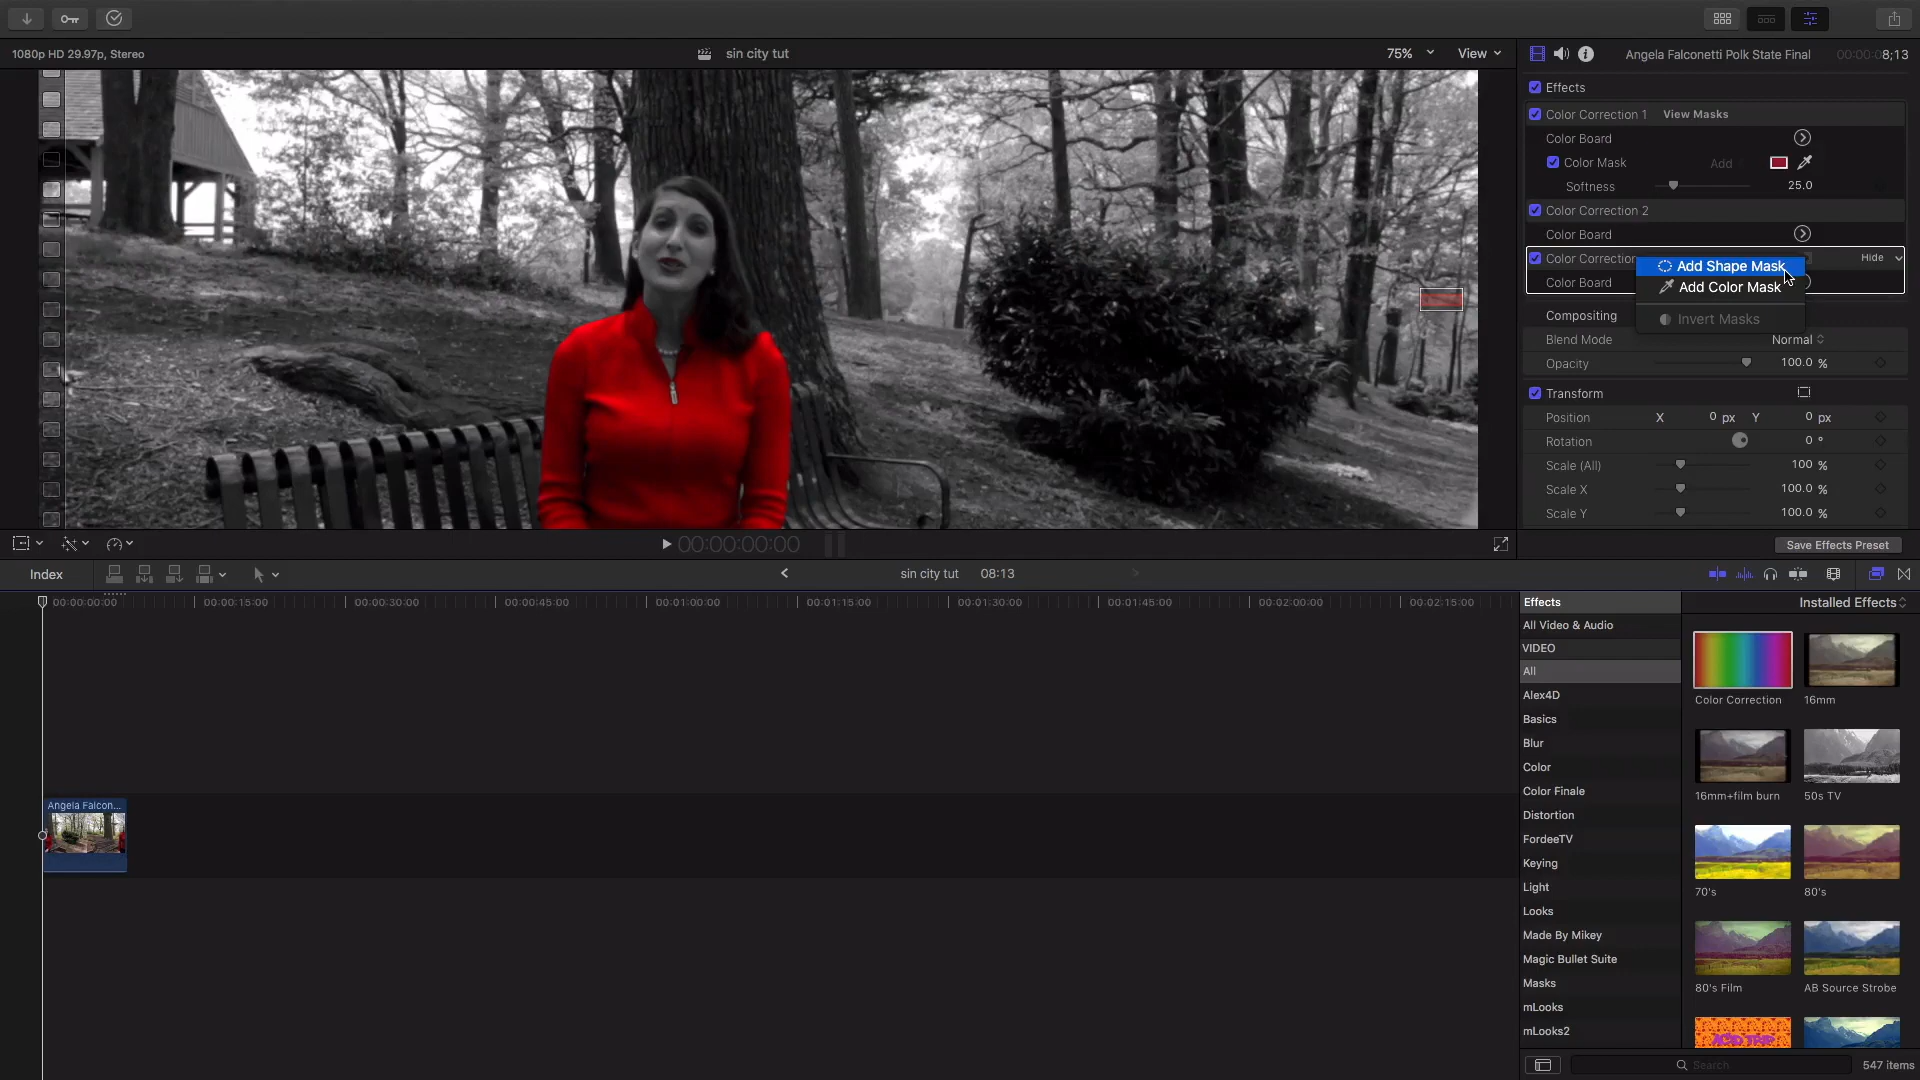 1080p HD 29.97p, Stereo
sin city tut
75%
View
Angela Falconetti Polk State Final
00:00:08;13
Effects
Color Correction 1 View Masks
Color Board
Color Mask Add
Softness 25.0
Color Correction 2
Color Board
Color Correction
Hide
Color Board
Add Shape Mask
Add Color Mask
Invert Masks
Compositing
Blend Mode Normal
Opacity 100.0 %
Transform
Position X 0 px Y 0 px
Rotation 0 °
Scale (All) 100 %
Scale X 100.0 %
Scale Y 100.0 %
00:00:00:00
Save Effects Preset
Index
sin city tut 08:13
00:00:00:00 00:00:15:00 00:00:30:00 00:00:45:00 00:01:00:00 00:01:15:00 00:01:30:00 00:01:45:00 00:02:00:00 00:02:15:00
Angela Falcon...
Effects
Installed Effects
All Video & Audio
VIDEO
All
Alex4D
Basics
Blur
Color
Color Finale
Distortion
FordeeTV
Keying
Light
Looks
Made By Mikey
Magic Bullet Suite
Masks
mLooks
mLooks2
Color Correction 16mm
16mm+film burn 50s TV
70's 80's
80's Film AB Source Strobe
ACID TRIP
Search
547 items